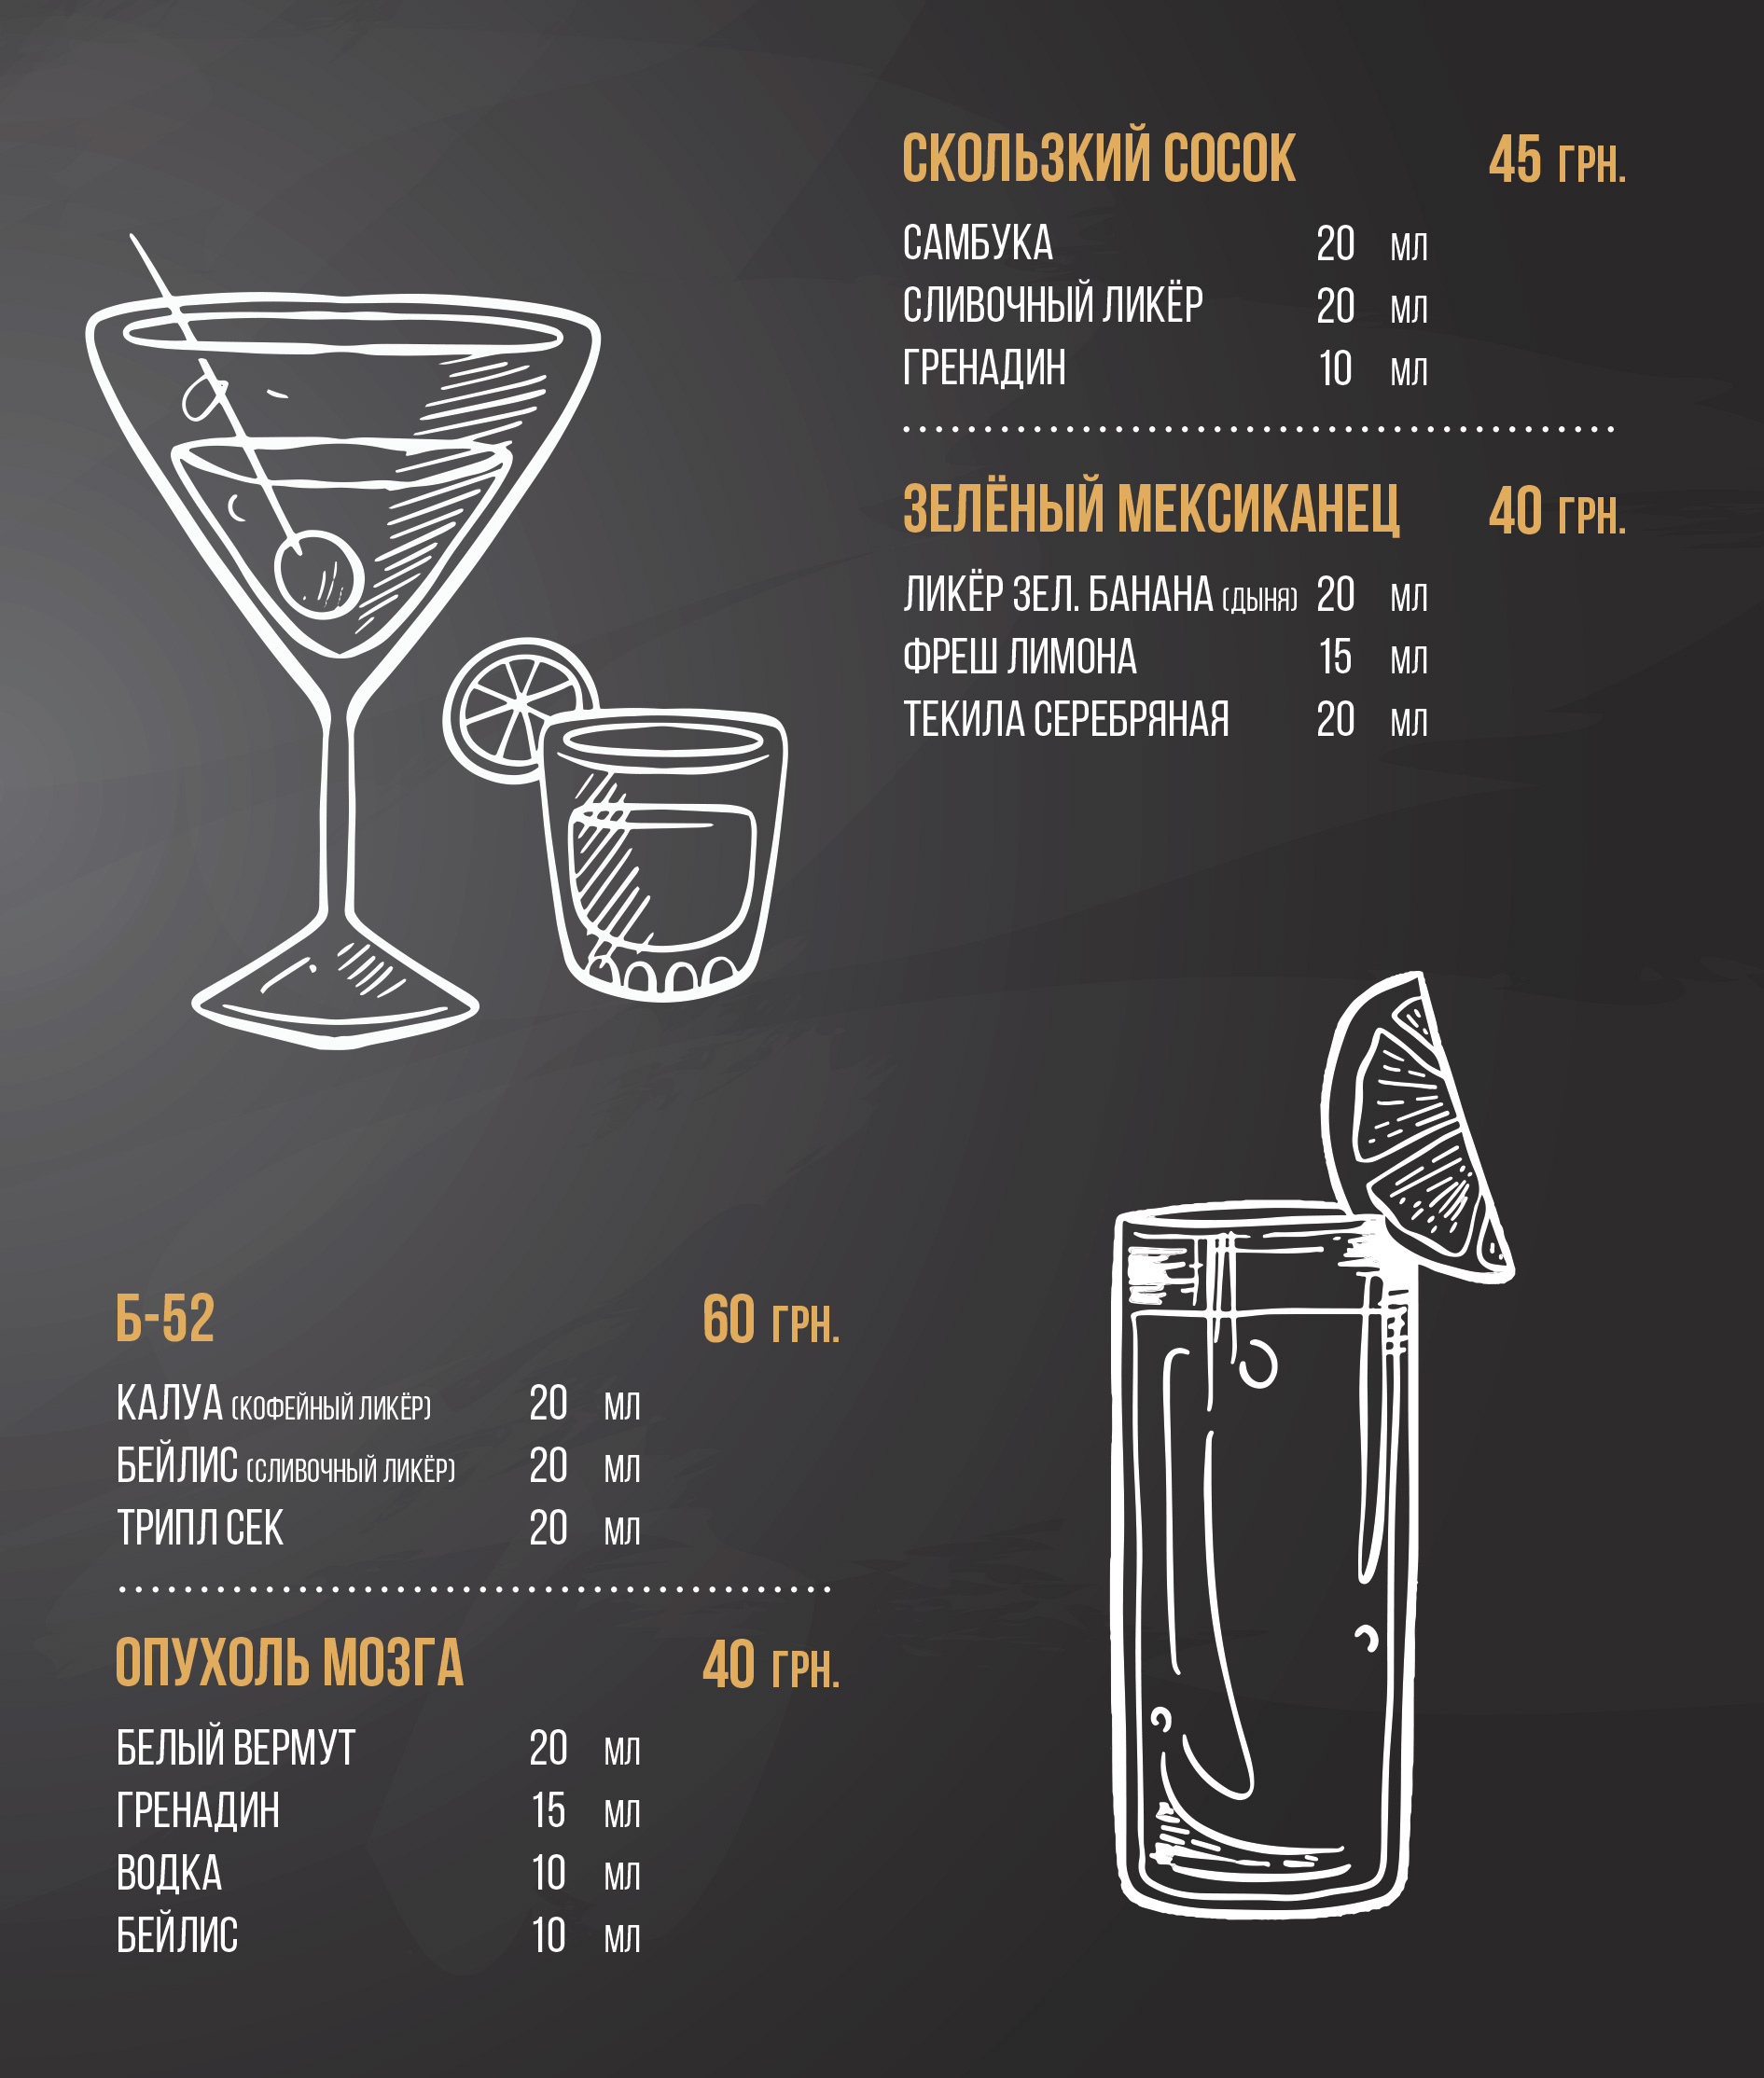 СКОЛЬЗКИЙ СОСОК 45 ГРН.
САМБУКА 20 МЛ
СЛИВОЧНЫЙ ЛИКЁР 20 МЛ
ГРЕНАДИН 10 МЛ
ЗЕЛЁНЫЙ МЕКСИКАНЕЦ 40 ГРН.
ЛИКЁР ЗЕЛ. БАНАНА (ДЫНЯ) 20 МЛ
ФРЕШ ЛИМОНА 15 МЛ
ТЕКИЛА СЕРЕБРЯНАЯ 20 МЛ
Б-52 60 ГРН.
КАЛУА (КОФЕЙНЫЙ ЛИКЁР) 20 МЛ
БЕЙЛИС (СЛИВОЧНЫЙ ЛИКЁР) 20 МЛ
ТРИПЛ СЕК 20 МЛ
ОПУХОЛЬ МОЗГА 40 ГРН.
БЕЛЫЙ ВЕРМУТ 20 МЛ
ГРЕНАДИН 15 МЛ
ВОДКА 10 МЛ
БЕЙЛИС 10 МЛ